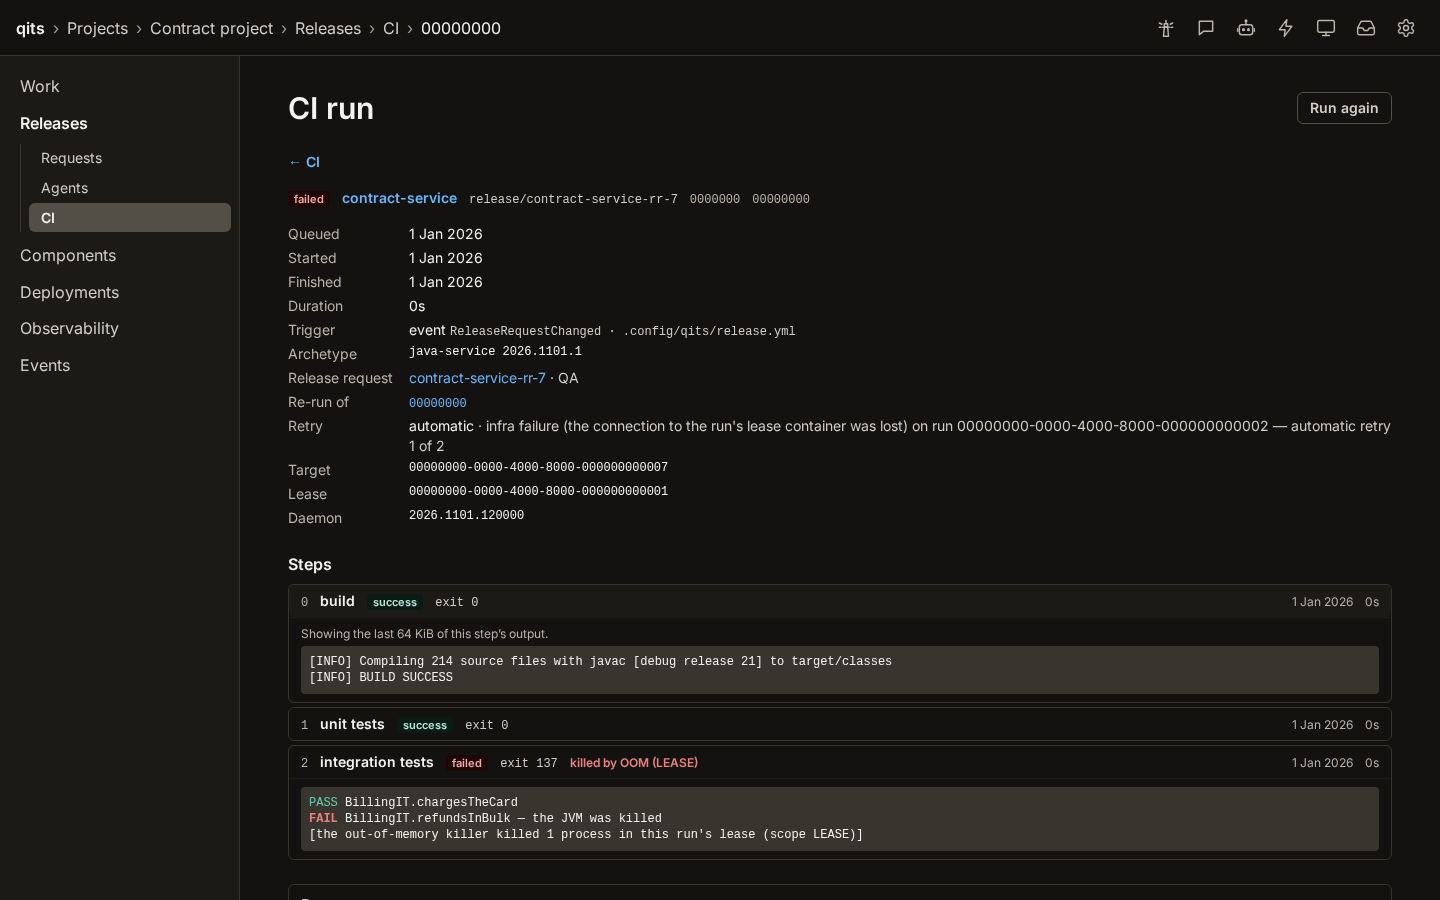 qits › Projects › Contract project › Releases › CI › 00000000
Work
Releases
Requests
Agents
CI
Components
Deployments
Observability
Events
CI run
Run again
← CI
failed contract-service release/contract-service-rr-7 0000000 00000000
Queued 1 Jan 2026
Started 1 Jan 2026
Finished 1 Jan 2026
Duration 0s
Trigger event ReleaseRequestChanged · .config/qits/release.yml
Archetype java-service 2026.1101.1
Release request contract-service-rr-7 · QA
Re-run of 00000000
Retry automatic · infra failure (the connection to the run's lease container was lost) on run 00000000-0000-4000-8000-000000000002 — automatic retry
1 of 2
Target 00000000-0000-4000-8000-000000000007
Lease 00000000-0000-4000-8000-000000000001
Daemon 2026.1101.120000
Steps
0 build success exit 0 1 Jan 2026 0s
Showing the last 64 KiB of this step’s output.
[INFO] Compiling 214 source files with javac [debug release 21] to target/classes
[INFO] BUILD SUCCESS
1 unit tests success exit 0 1 Jan 2026 0s
2 integration tests failed exit 137 killed by OOM (LEASE) 1 Jan 2026 0s
PASS BillingIT.chargesTheCard
FAIL BillingIT.refundsInBulk — the JVM was killed
[the out-of-memory killer killed 1 process in this run's lease (scope LEASE)]